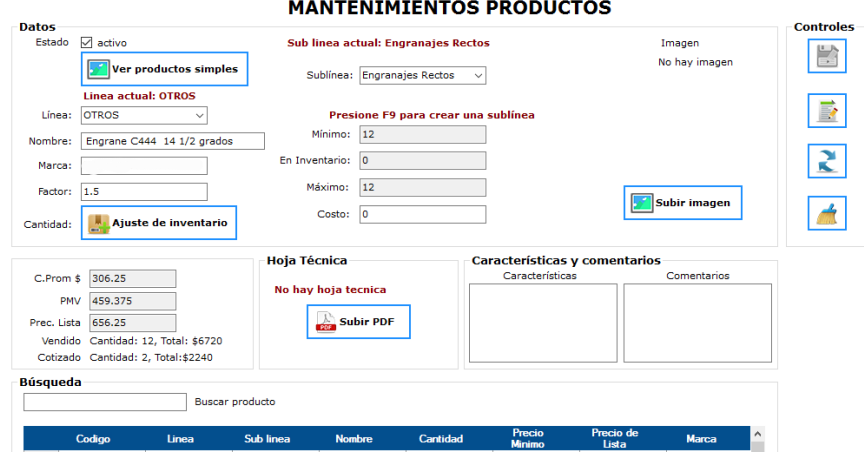 MANTENIMIENTOS PRODUCTOS
Datos
Estado activo
Ver productos simples
Linea actual: OTROS
Línea: OTROS
Nombre: Engrane C444 14 1/2 grados
Marca:
Factor: 1.5
Cantidad: Ajuste de inventario
Sub linea actual: Engranajes Rectos
Sublínea: Engranajes Rectos
Presione F9 para crear una sublínea
Mínimo: 12
En Inventario: 0
Máximo: 12
Costo: 0
Imagen
No hay imagen
Subir imagen
Controles
C.Prom $ 306.25
PMV 459.375
Prec. Lista 656.25
Vendido Cantidad: 12, Total: $6720
Cotizado Cantidad: 2, Total:$2240
Hoja Técnica
No hay hoja tecnica
PDF Subir PDF
Características y comentarios
Características Comentarios
Búsqueda
Buscar producto
Codigo Linea Sub linea Nombre Cantidad Precio Minimo Precio de Lista Marca